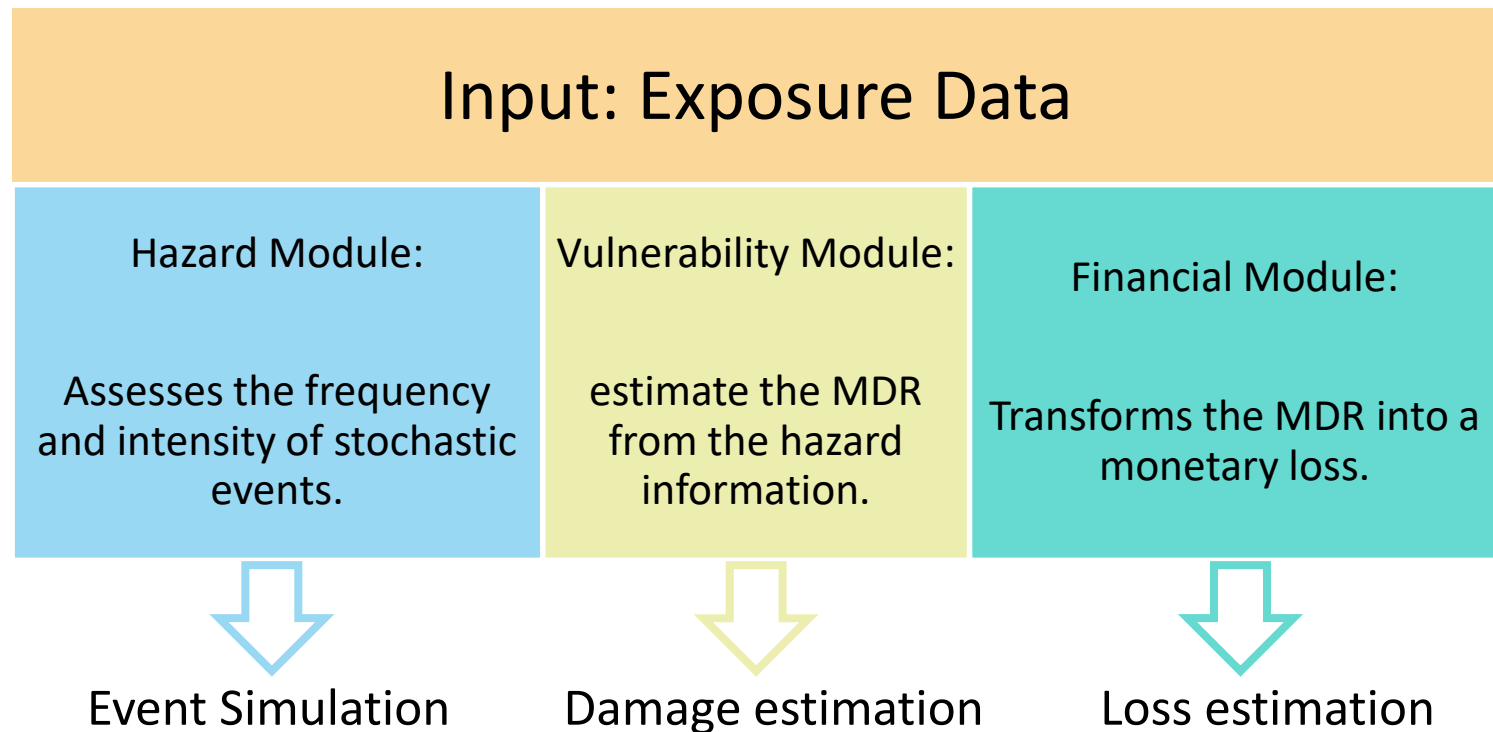 Input: Exposure Data
Hazard Module:
Assesses the frequency
and intensity of stochastic
events.
Vulnerability Module:
estimate the MDR
from the hazard
information.
Financial Module:
Transforms the MDR into a
monetary loss.
Event Simulation
Damage estimation
Loss estimation